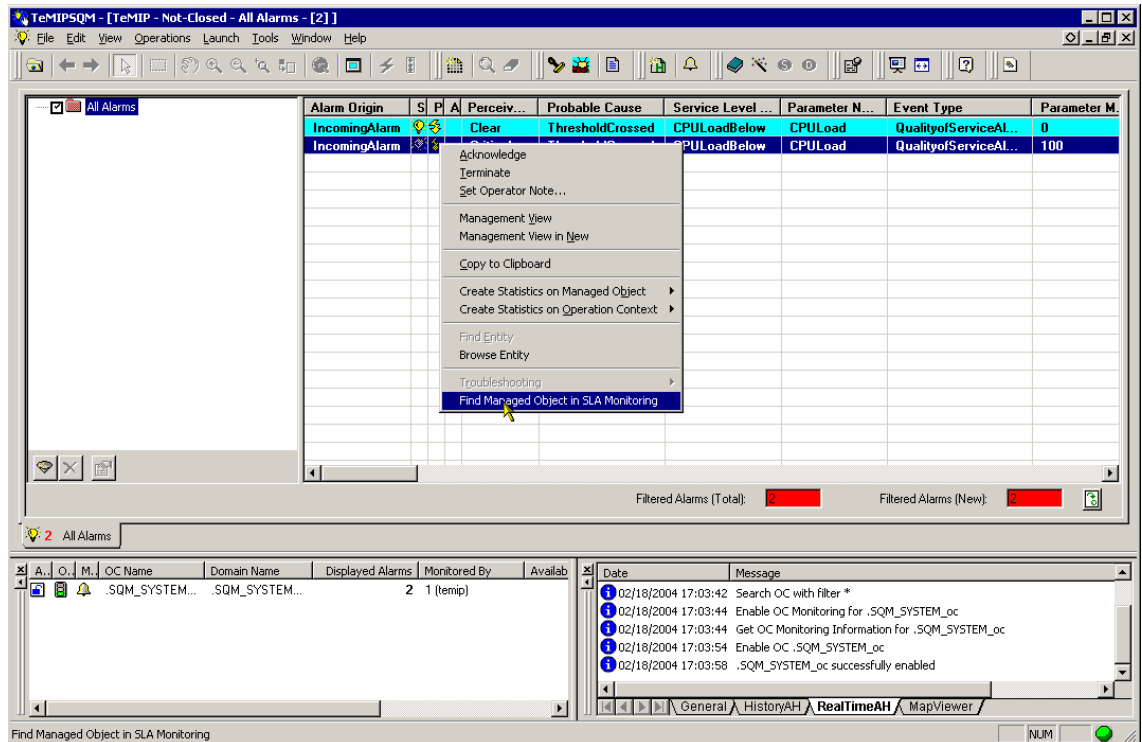 TeMIPSQM - [TeMIP - Not-Closed - All Alarms - [2] ]
File Edit View Operations Launch Tools Window Help
All Alarms
Alarm Origin S P A Perceiv... Probable Cause Service Level ... Parameter N... Event Type Parameter M.
IncomingAlarm Clear ThresholdCrossed CPULoadBelow CPULoad QualityofServiceAl... 0
IncomingAlarm CPULoadBelow CPULoad QualityofServiceAl... 100
Acknowledge
Terminate
Set Operator Note...
Management View
Management View in New
Copy to Clipboard
Create Statistics on Managed Object
Create Statistics on Operation Context
Find Entity
Browse Entity
Troubleshooting
Find Managed Object in SLA Monitoring
Filtered Alarms (Total): 2 Filtered Alarms (New): 2
2 All Alarms
A.. O.. M.. OC Name Domain Name Displayed Alarms Monitored By Availab
.SQM_SYSTEM... .SQM_SYSTEM... 2 1 (temip)
Date Message
02/18/2004 17:03:42 Search OC with filter *
02/18/2004 17:03:44 Enable OC Monitoring for .SQM_SYSTEM_oc
02/18/2004 17:03:44 Get OC Monitoring Information for .SQM_SYSTEM_oc
02/18/2004 17:03:54 Enable OC .SQM_SYSTEM_oc
02/18/2004 17:03:58 .SQM_SYSTEM_oc successfully enabled
General HistoryAH RealTimeAH MapViewer
Find Managed Object in SLA Monitoring NUM